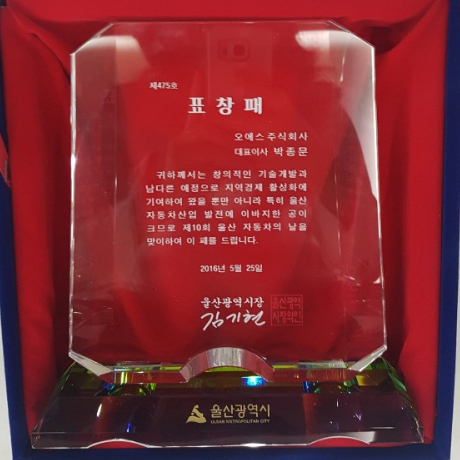 제475호
표 창 패
오에스 주식회사
대표이사 박종문
귀하께서는 창의적인 기술개발과
남다른 애정으로 지역경제 활성화에
기여하여 왔을 뿐만 아니라 특히 울산
자동차산업 발전에 이바지한 공이
크므로 제10회 울산 자동차의 날을
맞이하여 이 패를 드립니다.
2016년 5월 25일
울산광역시장
김기현
울산광역
시장의인
울산광역시
ULSAN METROPOLITAN CITY